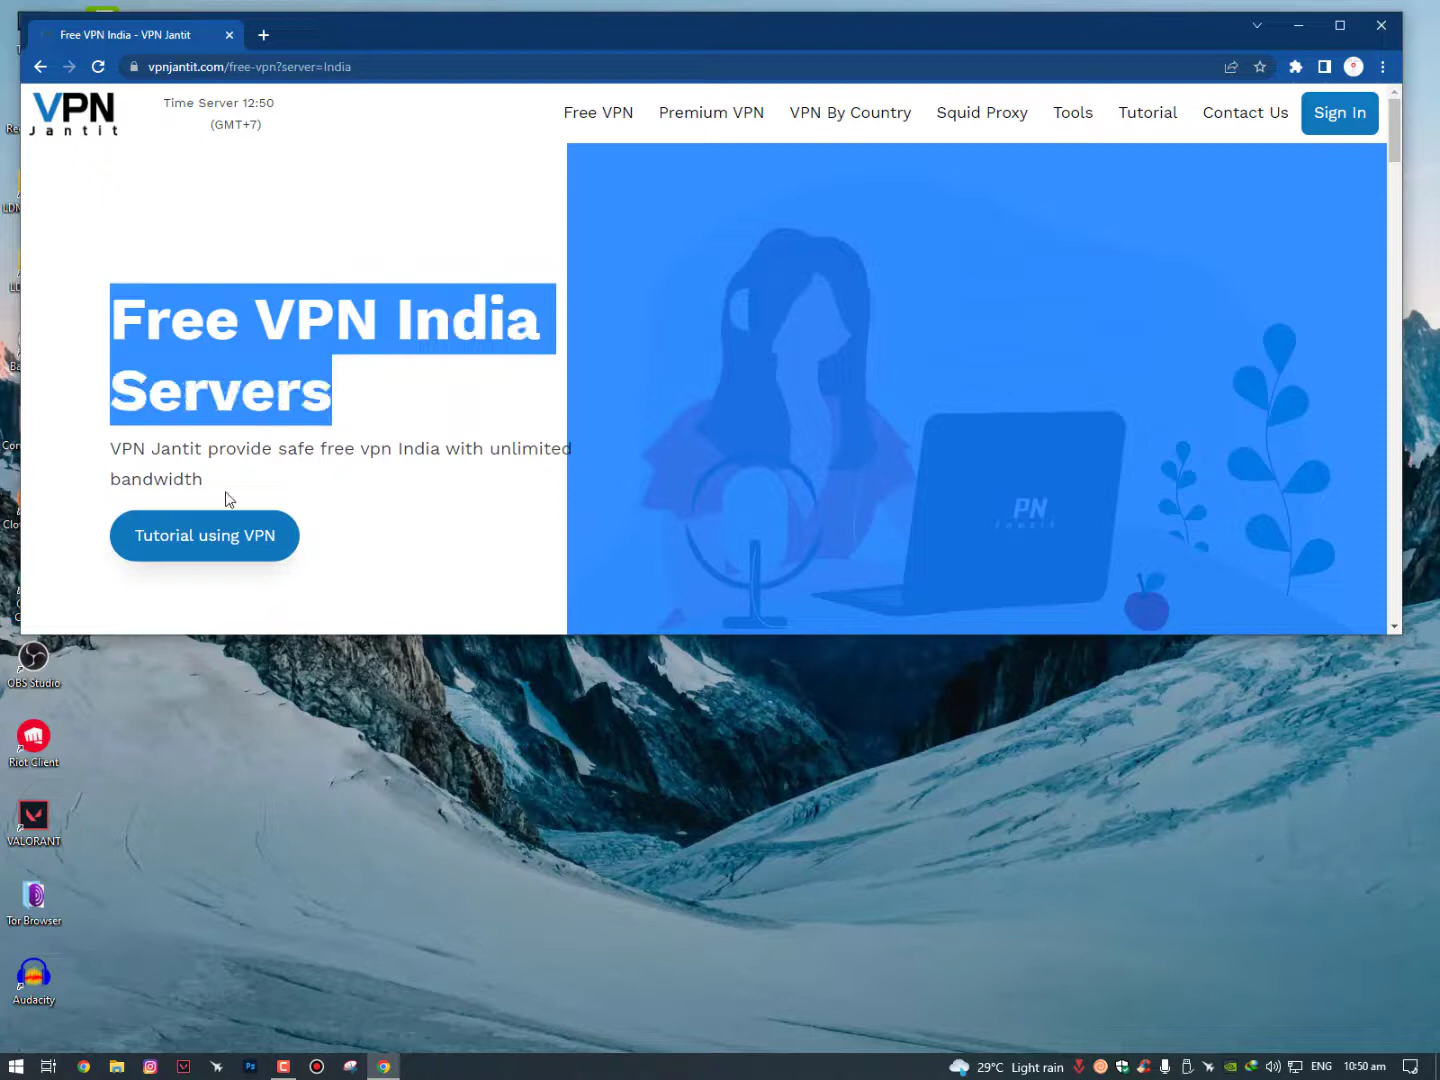 Free VPN India - VPN Jantit
vpnjantit.com/free-vpn?server=India
VPN
Jantit
Time Server 12:50
(GMT+7)
Free VPN
Premium VPN
VPN By Country
Squid Proxy
Tools
Tutorial
Contact Us
Sign In
Free VPN India
Servers
VPN Jantit provide safe free vpn India with unlimited
bandwidth
Tutorial using VPN
PN
Jantit
OBS Studio
Riot Client
VALORANT
Tor Browser
Audacity
Ps
29°C Light rain
ENG
10:50 am